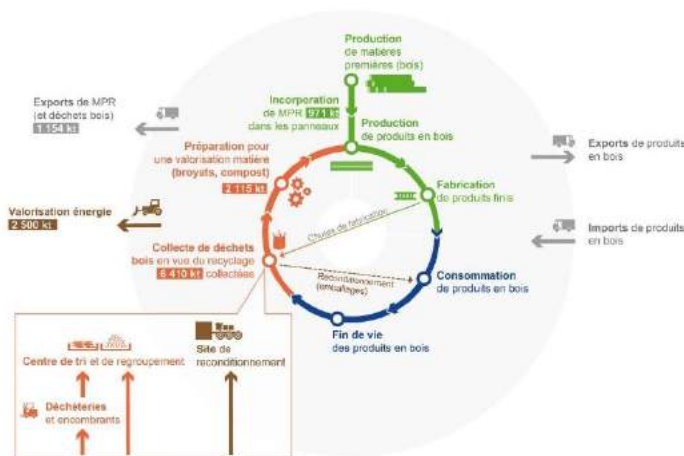 Production
de matières
premières (bois)
Incorporation
de MPR 971 kt
dans les panneaux
Production
de produits en bois
Exports de MPR
(et déchets bois)
1 154 kt
Préparation pour
une valorisation matière
(broyats, compost)
2 115 kt
Exports de produits
en bois
Fabrication
de produits finis
Valorisation énergie
2 500 kt
Chutes de fabrication
Imports de produits
en bois
Collecte de déchets
bois en vue du recyclage
6 410 kt collectées
Reconditionnement
(emballages)
Consommation
de produits en bois
Fin de vie
des produits en bois
Centre de tri et de regroupement
Site de
reconditionnement
Déchèteries
et encombrants